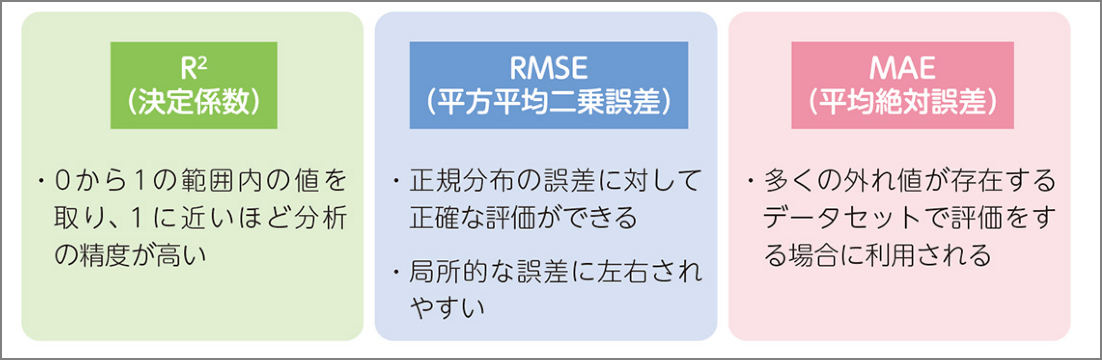 R²
(決定係数)
・0から1の範囲内の値を
取り、1に近いほど分析
の精度が高い
RMSE
(平方平均二乗誤差)
・正規分布の誤差に対して
正確な評価ができる
・局所的な誤差に左右され
やすい
MAE
(平均絶対誤差)
・多くの外れ値が存在する
データセットで評価をす
る場合に利用される